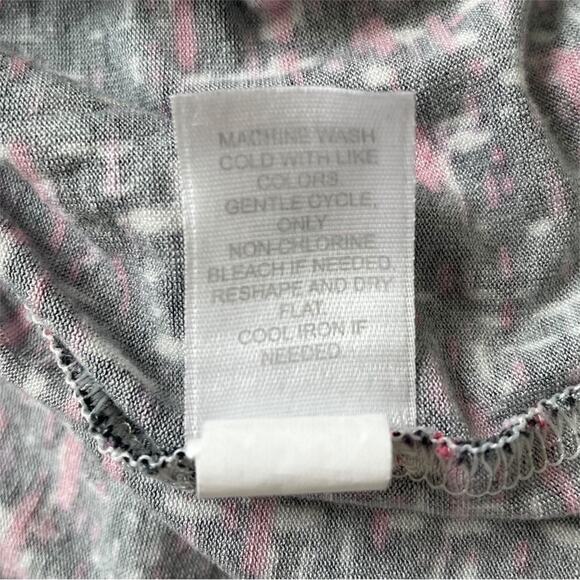 MACHINE WASH
COLD WITH LIKE
COLORS.
GENTLE CYCLE,
ONLY
NON-CHLORINE
BLEACH IF NEEDED,
RESHAPE AND DRY
FLAT.
COOL IRON IF
NEEDED.